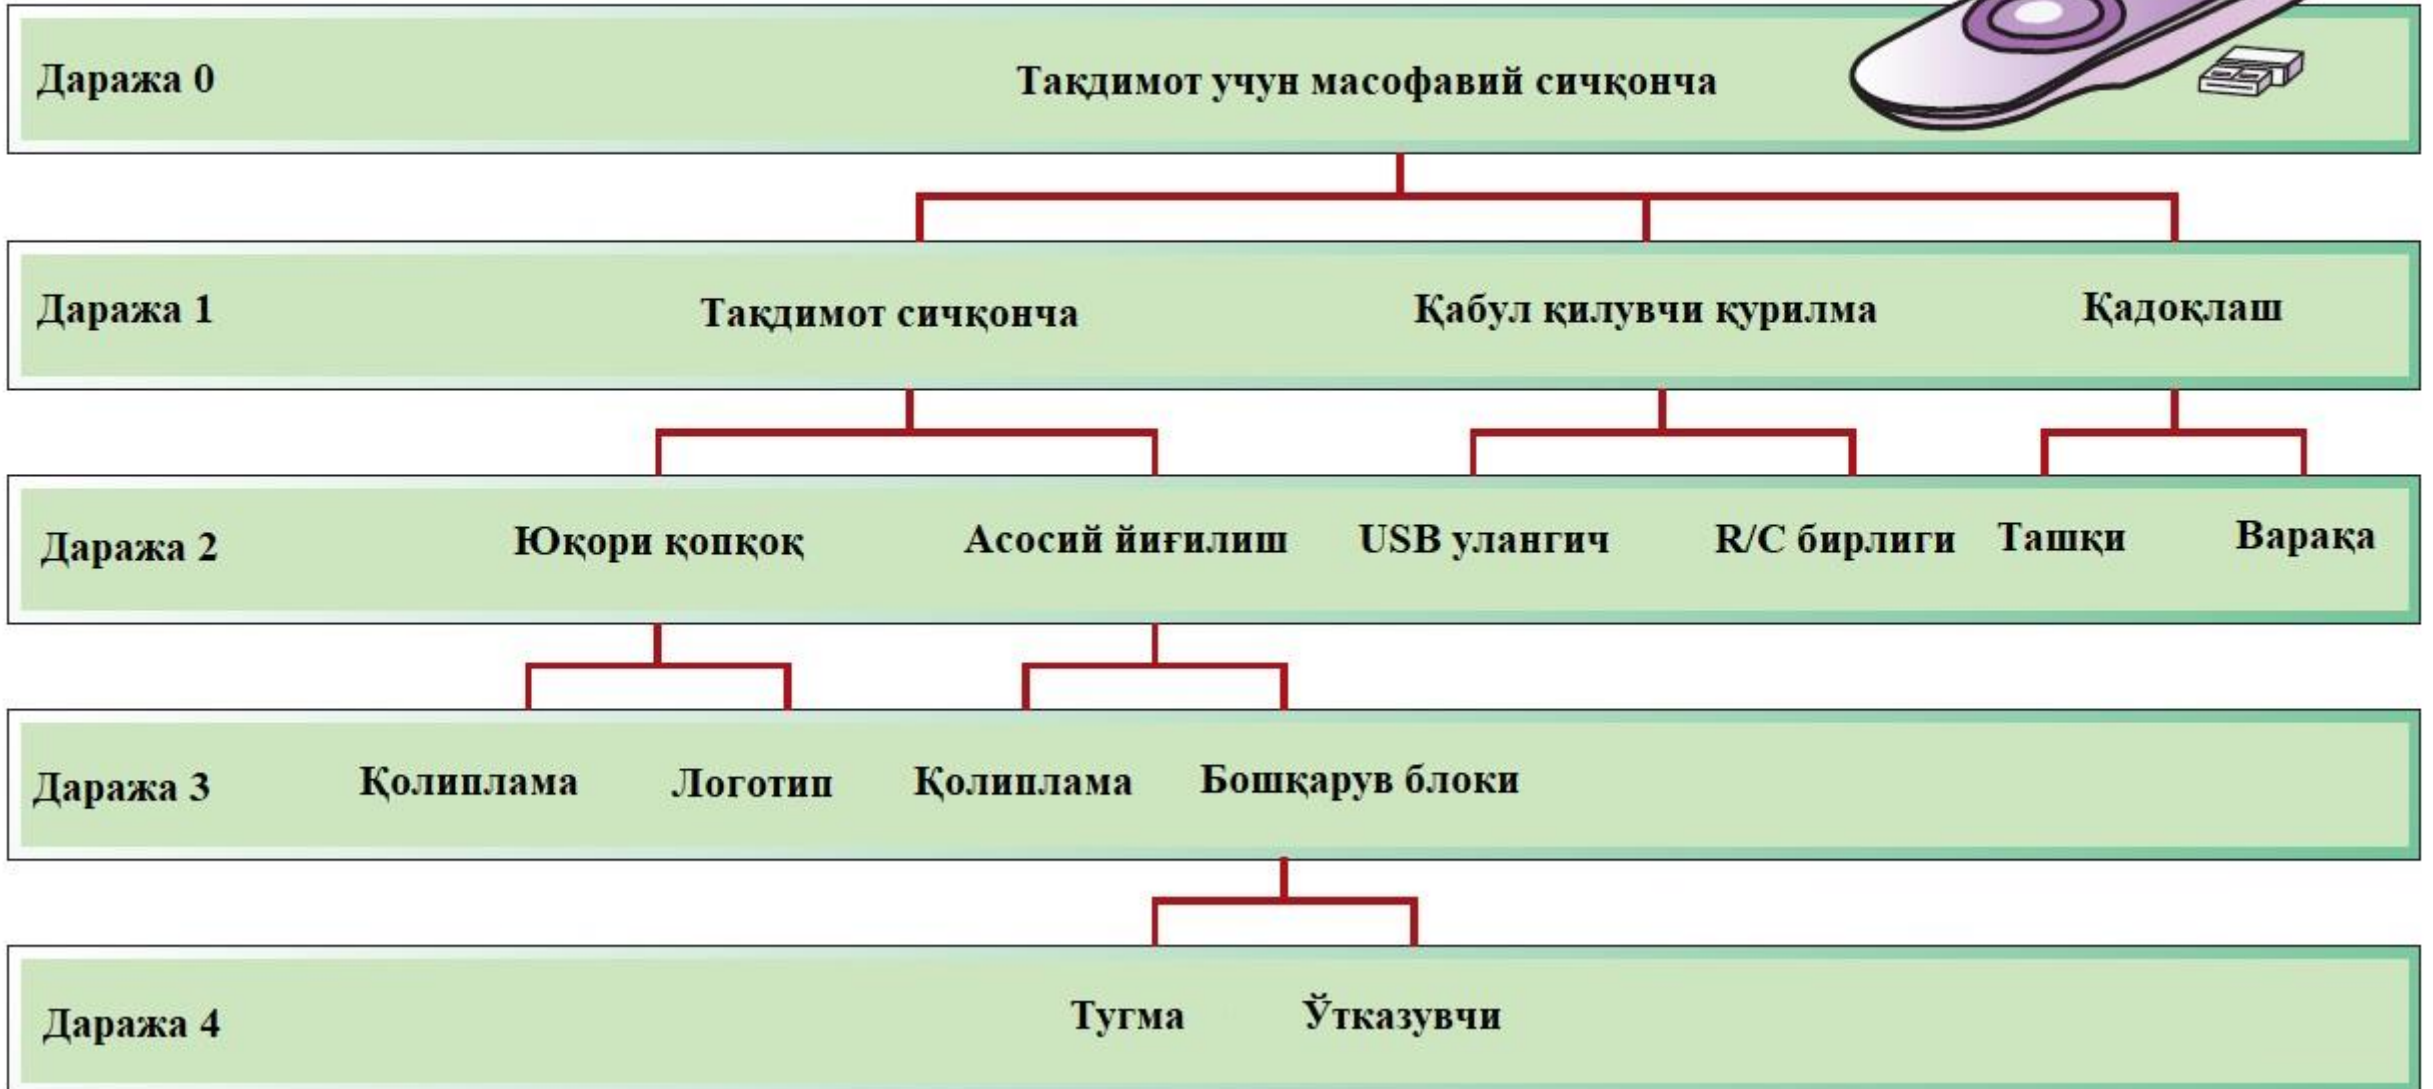 Даража 0 Тақдимот учун масофавий сичқонча
Даража 1 Тақдимот сичқонча Қабул қилувчи қурилма Қадоқлаш
Даража 2 Юқори қопқоқ Асосий йиғилиш USB улангич R/C бирлиги Ташқи Варақа
Даража 3 Қолиплама Логотип Қолиплама Бошқарув блоки
Даража 4 Тугма Ўтказувчи